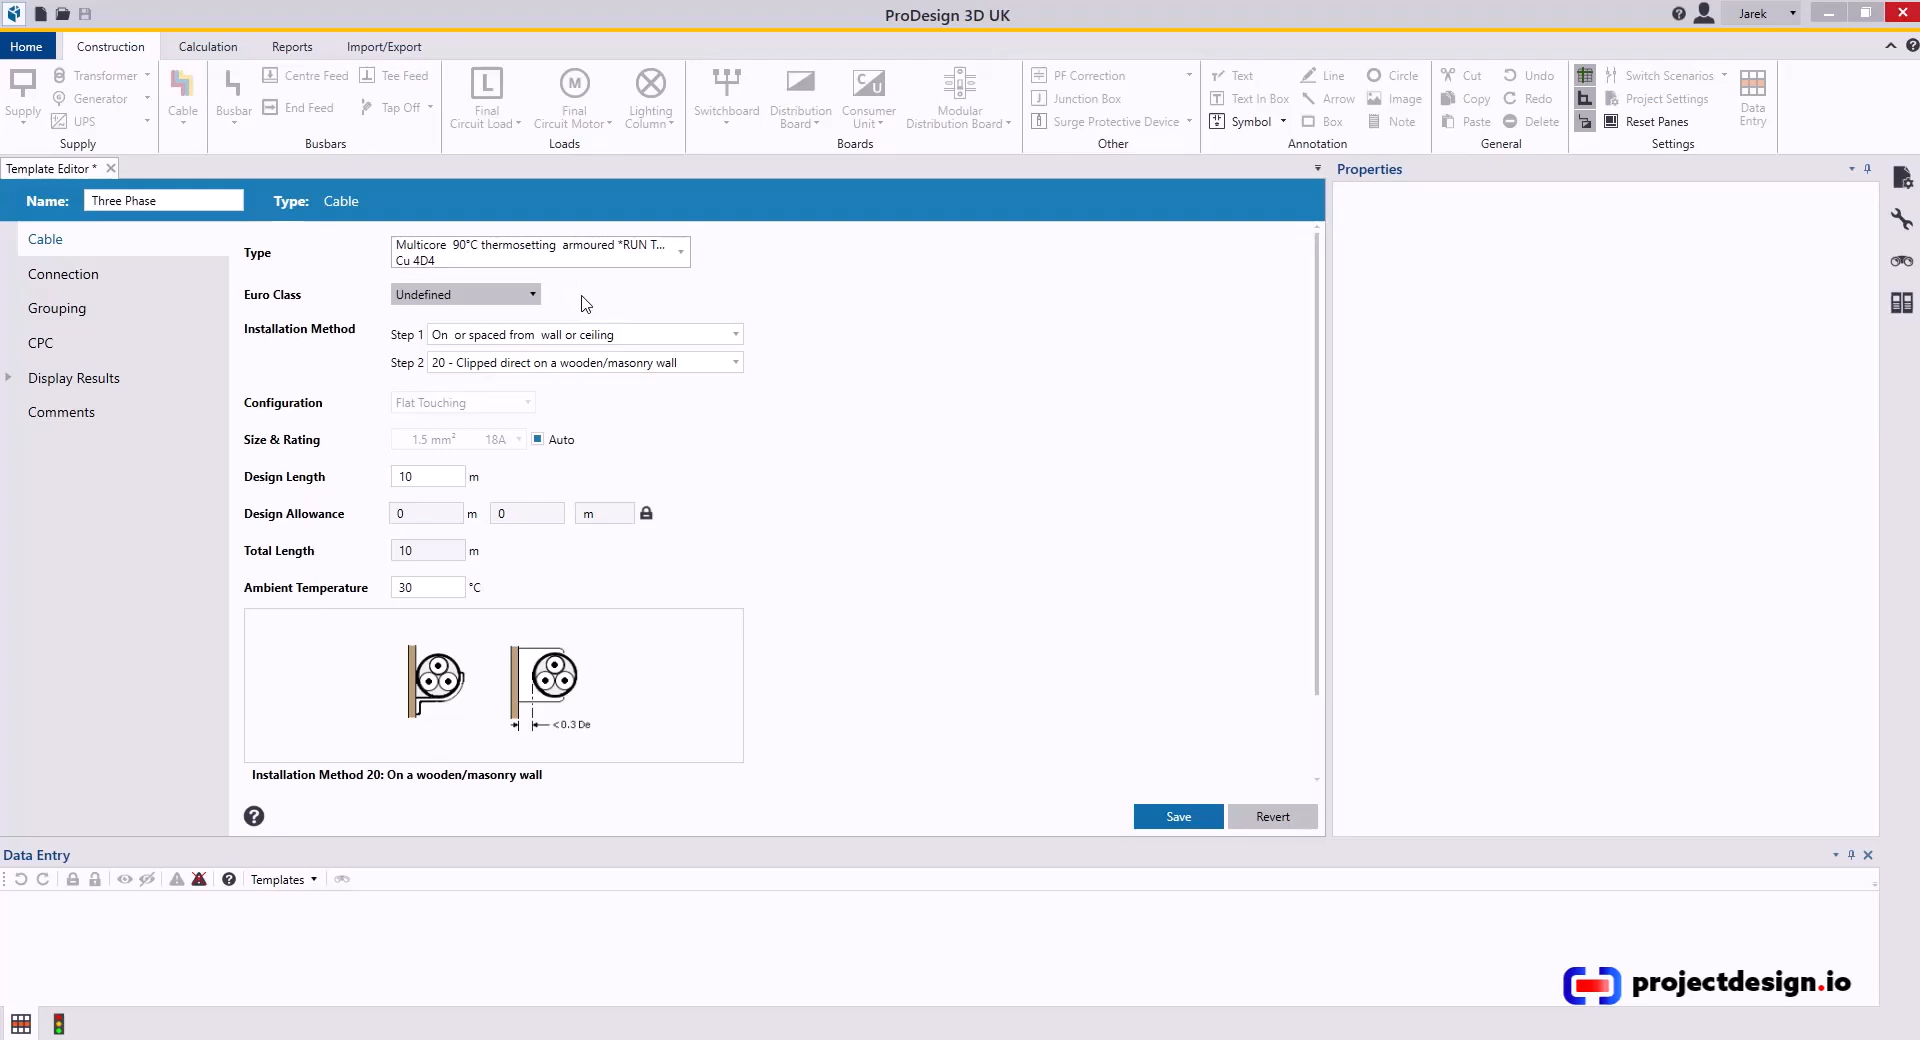 ProDesign 3D UK
Jarek
Home Construction Calculation Reports Import/Export
Supply Transformer Generator UPS
Supply
Cable
Busbar Centre Feed Tee Feed
End Feed Tap Off
Busbars
Final Circuit Load Final Circuit Motor Lighting Column
Loads
Switchboard Distribution Board Consumer Unit Modular Distribution Board
Boards
PF Correction
Junction Box
Surge Protective Device
Other
Text Line Circle
Text In Box Arrow Image
Symbol Box Note
Annotation
Cut Undo
Copy Redo
Paste Delete
General
Switch Scenarios
Project Settings
Reset Panes
Data Entry
Settings
Template Editor *
Properties
Name: Three Phase Type: Cable
Cable
Connection
Grouping
CPC
Display Results
Comments
Type Multicore 90°C thermosetting armoured *RUN T...
Cu 4D4
Euro Class Undefined
Installation Method Step 1 On or spaced from wall or ceiling
Step 2 20 - Clipped direct on a wooden/masonry wall
Configuration Flat Touching
Size & Rating 1.5 mm² 18A Auto
Design Length 10 m
Design Allowance 0 m 0 m
Total Length 10 m
Ambient Temperature 30 °C
<0.3 De
Installation Method 20: On a wooden/masonry wall
Save Revert
Data Entry
Templates
projectdesign.io